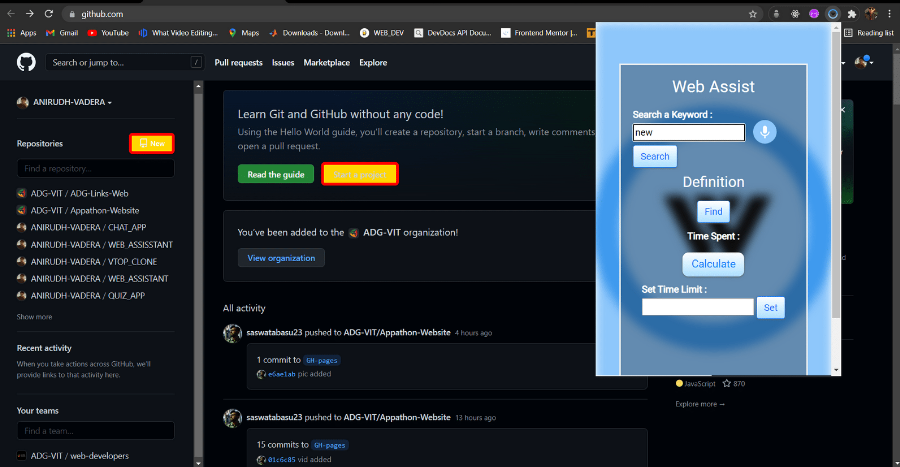 github.com
Apps
Gmail
YouTube
What Video Editing...
Maps
Downloads - Downl...
WEB_DEV
DevDocs API Docu...
Frontend Mentor |...
Reading list
Search or jump to...
/
Pull requests
Issues
Marketplace
Explore
ANIRUDH-VADERA
Repositories
New
Find a repository...
ADG-VIT / ADG-Links-Web
ADG-VIT / Appathon-Website
ANIRUDH-VADERA / CHAT_APP
ANIRUDH-VADERA / WEB_ASSISSTANT
ANIRUDH-VADERA / VTOP_CLONE
ANIRUDH-VADERA / WEB_ASSISTANT
ANIRUDH-VADERA / QUIZ_APP
Show more
Recent activity
When you take actions across GitHub, we'll
provide links to that activity here.
Your teams
Find a team...
ADG-VIT / web-developers
Learn Git and GitHub without any code!
Using the Hello World guide, you'll create a repository, start a branch, write comments
open a pull request.
Read the guide
You've been added to the ADG-VIT organization!
View organization
All activity
saswatabasu23 pushed to ADG-VIT/Appathon-Website 4 hours ago
1 commit to GH-pages
e6ae1ab pic added
saswatabasu23 pushed to ADG-VIT/Appathon-Website 13 hours ago
15 commits to GH-pages
01c6c85 vid added
Web Assist
Search a Keyword :
new
Search
Definition
Find
Time Spent :
Calculate
Set Time Limit :
Set
JavaScript
870
Explore more →